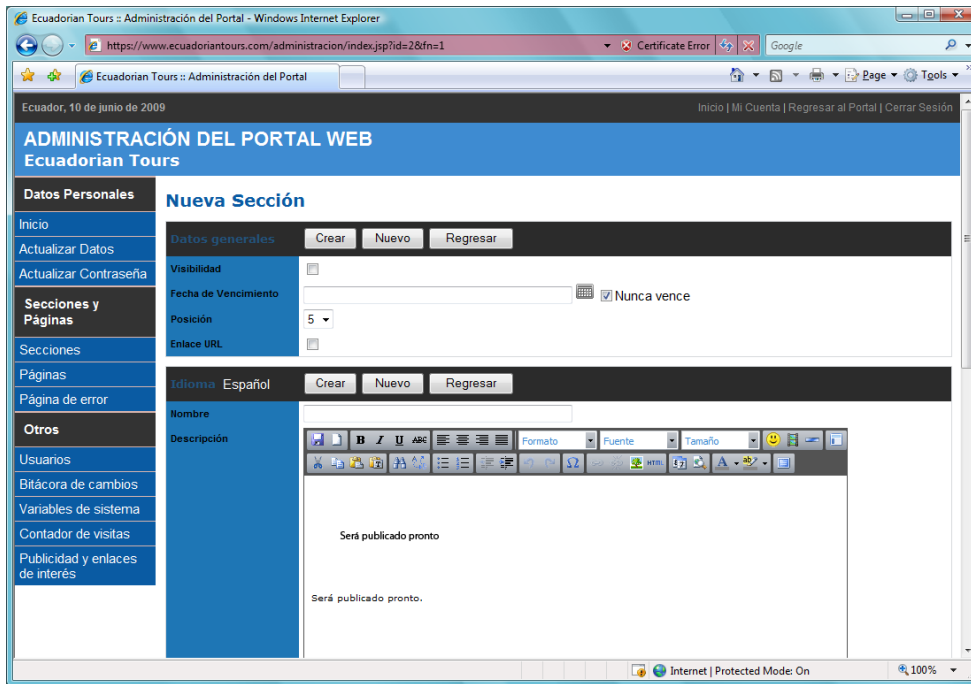 Ecuadorian Tours :: Administración del Portal - Windows Internet Explorer
https://www.ecuadoriantours.com/administracion/index.jsp?id=2&fn=1
Certificate Error
Google
Ecuadorian Tours :: Administración del Portal
Page
Tools
Ecuador, 10 de junio de 2009
Inicio | Mi Cuenta | Regresar al Portal | Cerrar Sesión
ADMINISTRACIÓN DEL PORTAL WEB
Ecuadorian Tours
Datos Personales
Inicio
Actualizar Datos
Actualizar Contraseña
Secciones y
Páginas
Secciones
Páginas
Página de error
Otros
Usuarios
Bitácora de cambios
Variables de sistema
Contador de visitas
Publicidad y enlaces
de interés
Nueva Sección
Datos generales Crear Nuevo Regresar
Visibilidad
Fecha de Vencimiento Nunca vence
Posición 5
Enlace URL
Idioma Español Crear Nuevo Regresar
Nombre
Descripción
B I U ABC Formato Fuente Tamaño
Ω HTML A ab
Será publicado pronto
Será publicado pronto.
Internet | Protected Mode: On
100%